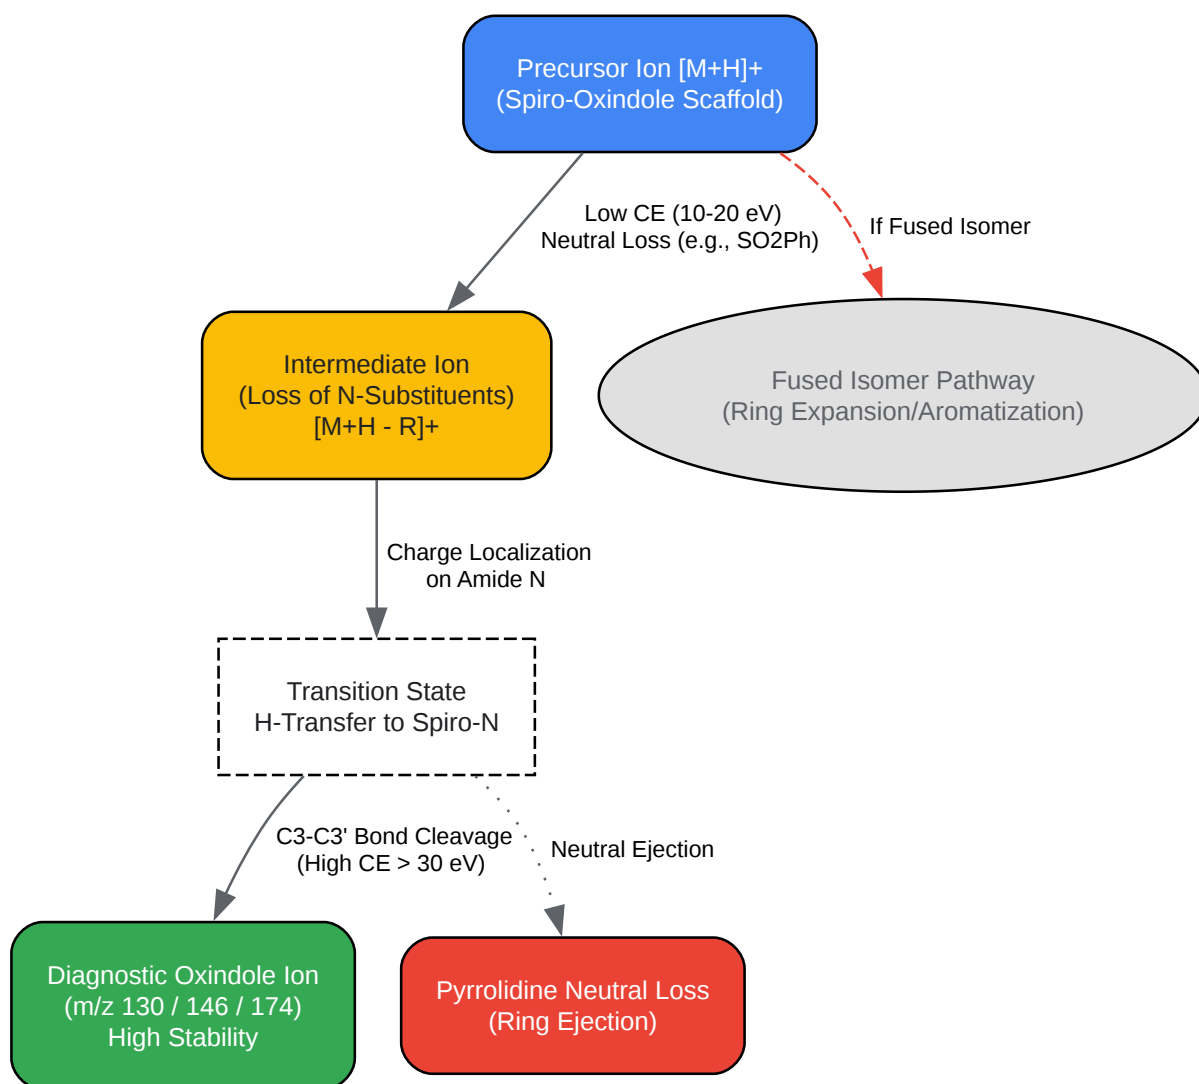 Precursor Ion [M+H]+
(Spiro-Oxindole Scaffold)
Low CE (10-20 eV)
Neutral Loss (e.g., SO2Ph)
If Fused Isomer
Intermediate Ion
(Loss of N-Substituents)
[M+H - R]+
Fused Isomer Pathway
(Ring Expansion/Aromatization)
Charge Localization
on Amide N
Transition State
H-Transfer to Spiro-N
C3-C3' Bond Cleavage
(High CE > 30 eV)
Neutral Ejection
Diagnostic Oxindole Ion
(m/z 130 / 146 / 174)
High Stability
Pyrrolidine Neutral Loss
(Ring Ejection)